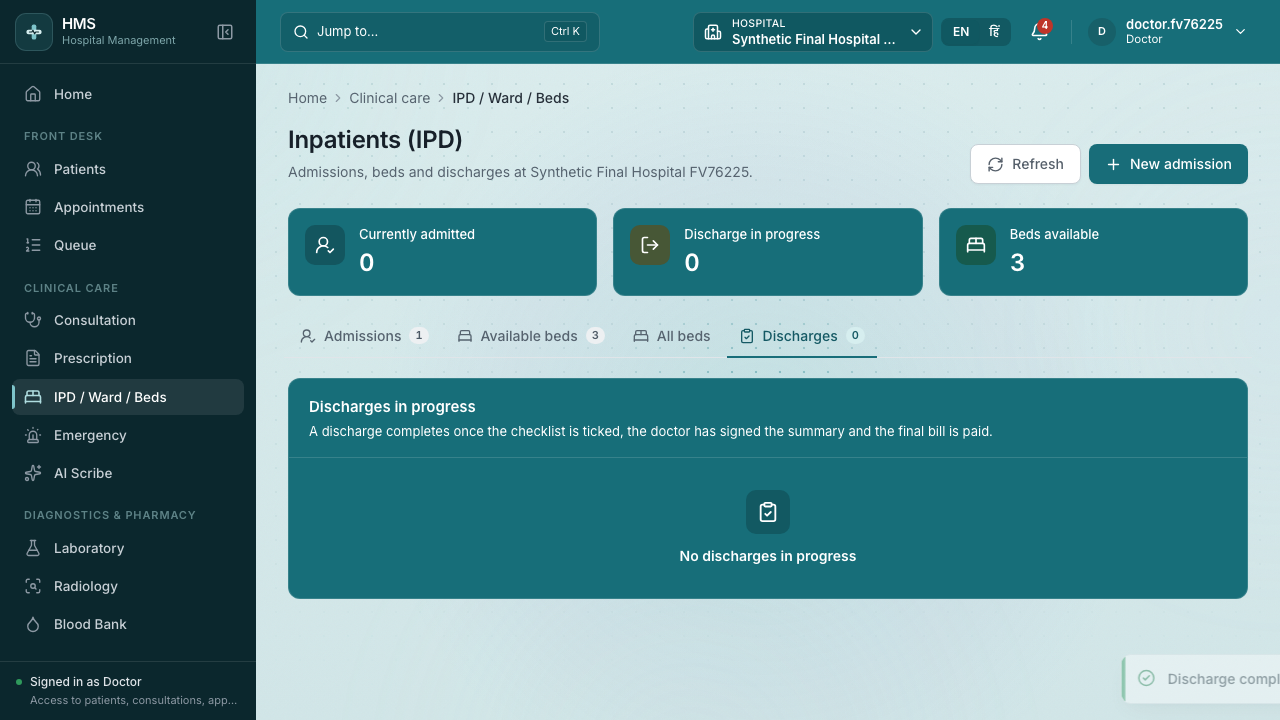 HMS
Hospital Management
Jump to...
Ctrl K
HOSPITAL
Synthetic Final Hospital ...
EN
हिं
4
D
doctor.fv76225
Doctor
Home
FRONT DESK
Patients
Appointments
Queue
CLINICAL CARE
Consultation
Prescription
IPD / Ward / Beds
Emergency
AI Scribe
DIAGNOSTICS & PHARMACY
Laboratory
Radiology
Blood Bank
Signed in as Doctor
Access to patients, consultations, app...
Home
Clinical care
IPD / Ward / Beds
Inpatients (IPD)
Admissions, beds and discharges at Synthetic Final Hospital FV76225.
Refresh
New admission
Currently admitted
0
Discharge in progress
0
Beds available
3
Admissions 1
Available beds 3
All beds
Discharges 0
Discharges in progress
A discharge completes once the checklist is ticked, the doctor has signed the summary and the final bill is paid.
No discharges in progress
Discharge compl